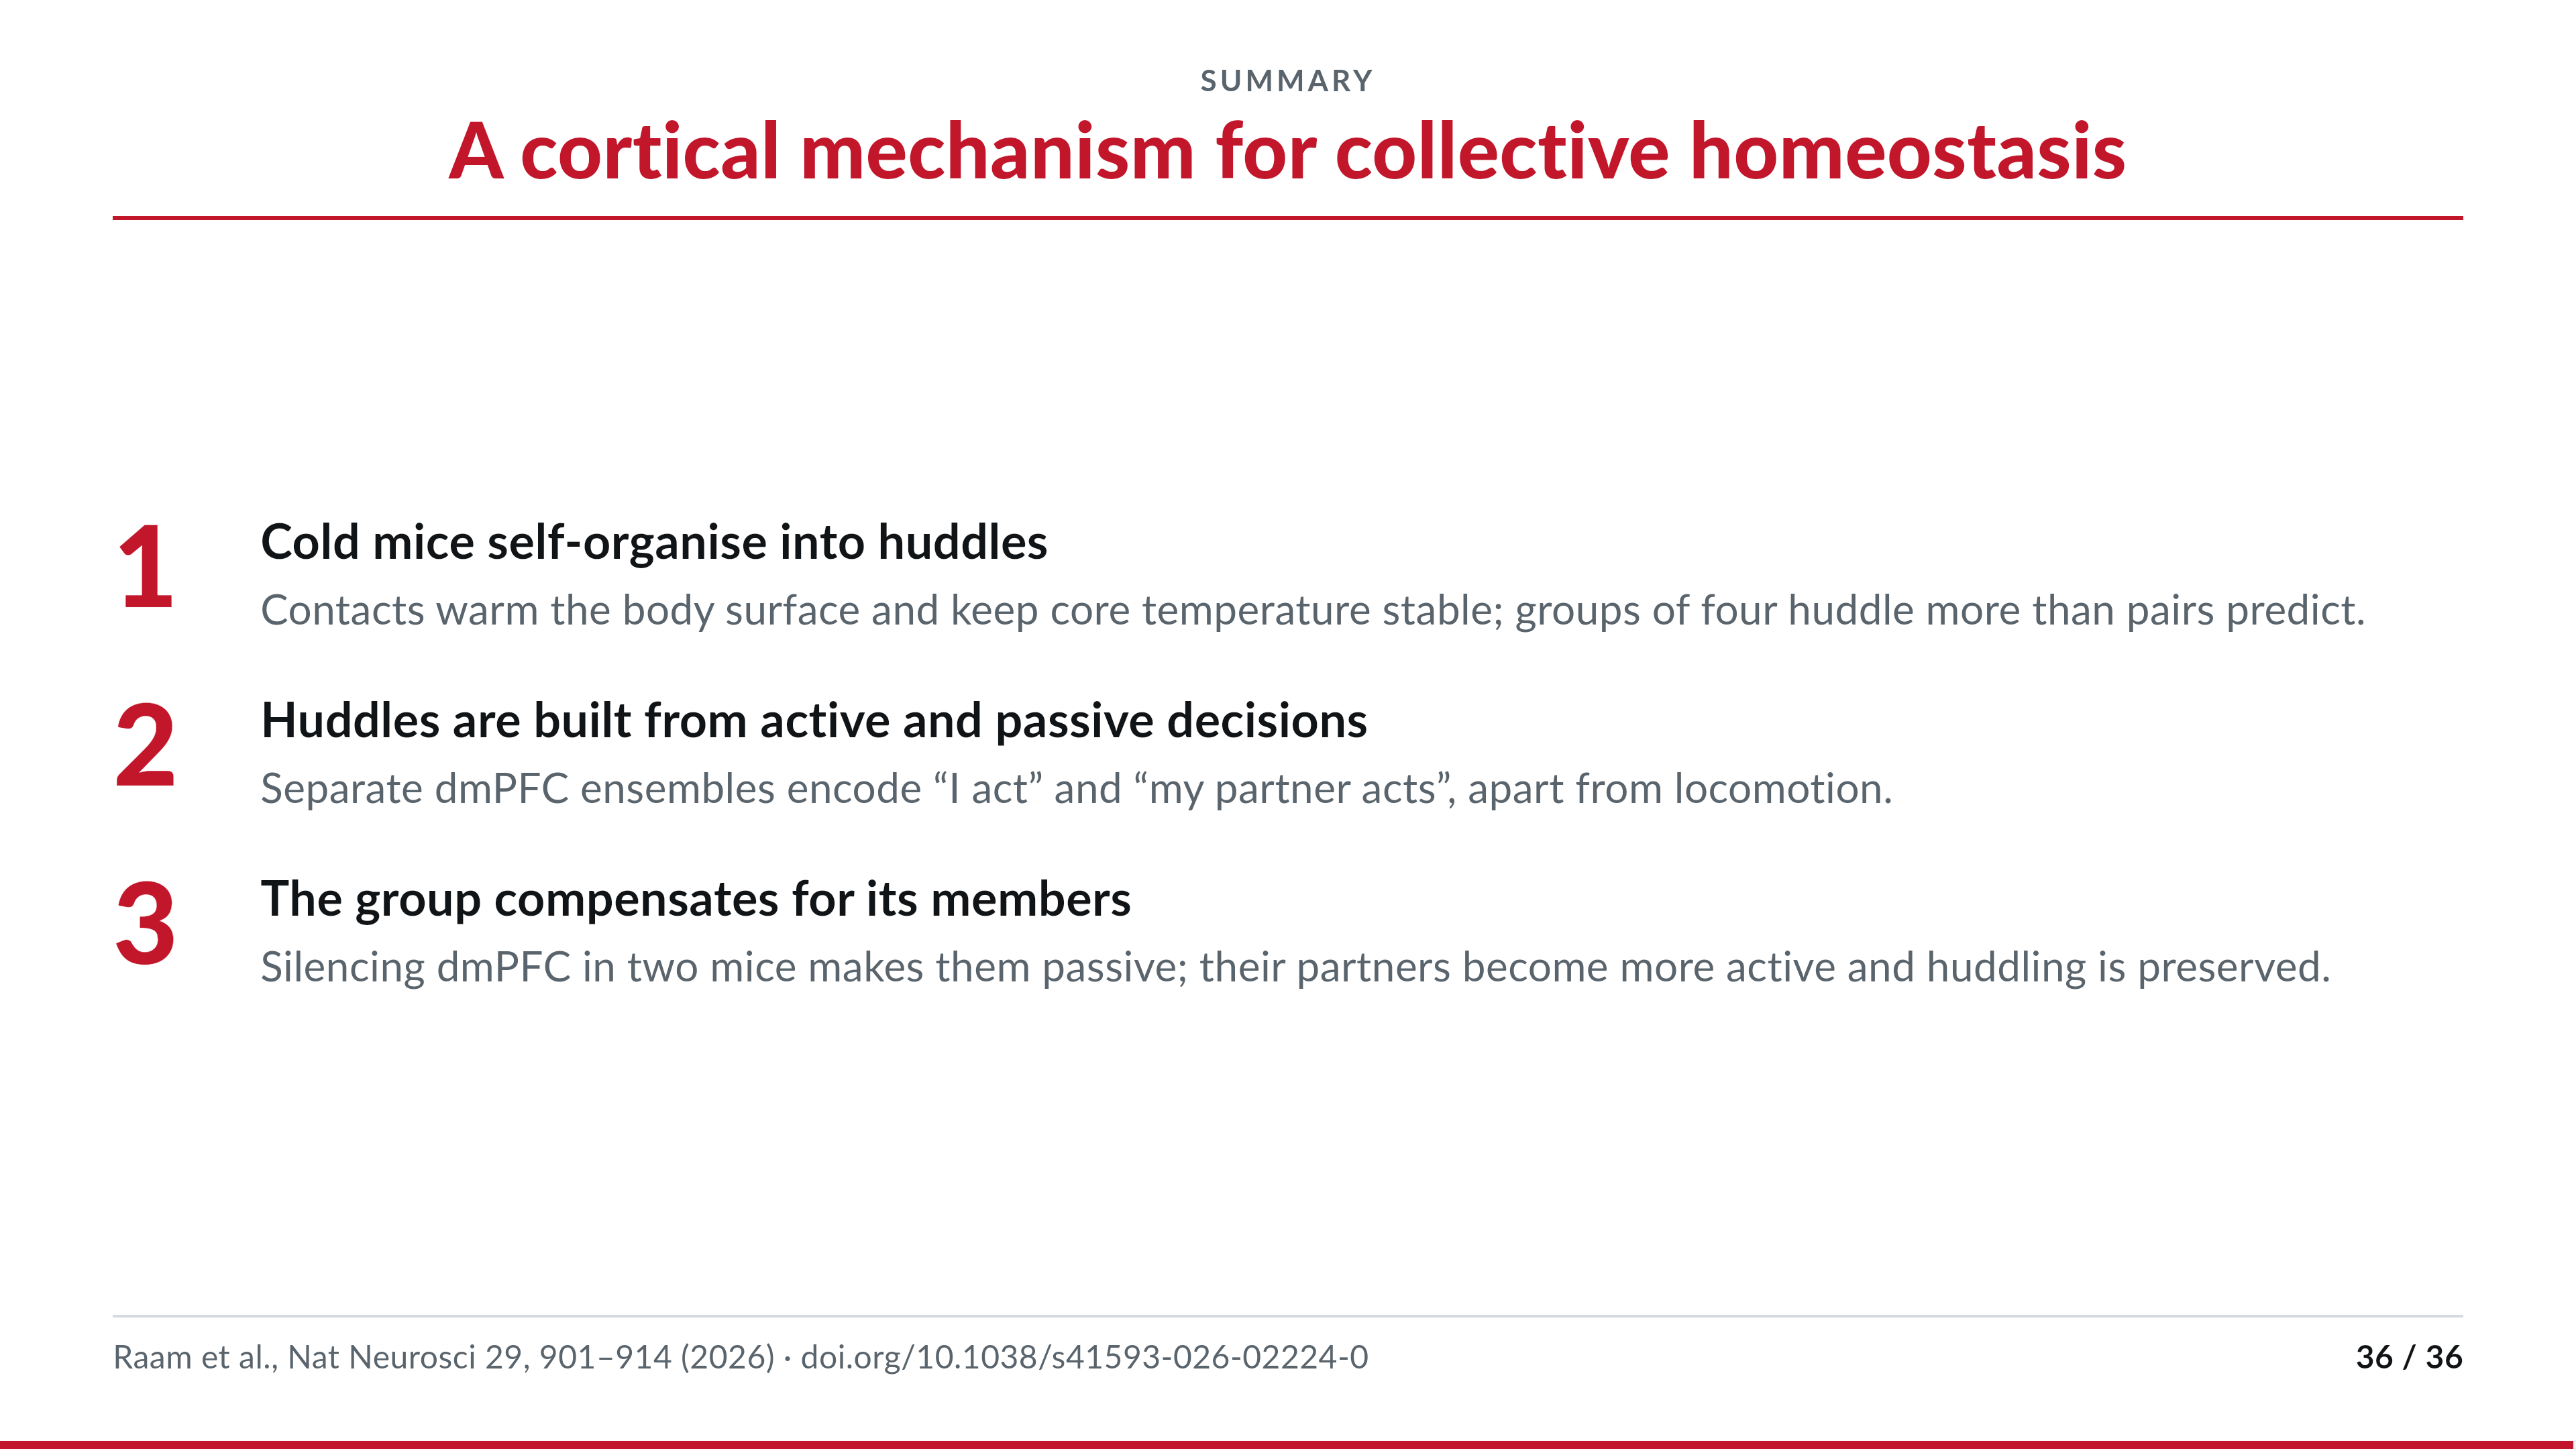 SUMMARY
A cortical mechanism for collective homeostasis
1
Cold mice self-organise into huddles
Contacts warm the body surface and keep core temperature stable; groups of four huddle more than pairs predict.
2
Huddles are built from active and passive decisions
Separate dmPFC ensembles encode “I act” and “my partner acts”, apart from locomotion.
3
The group compensates for its members
Silencing dmPFC in two mice makes them passive; their partners become more active and huddling is preserved.
Raam et al., Nat Neurosci 29, 901–914 (2026) · doi.org/10.1038/s41593-026-02224-0
36 / 36